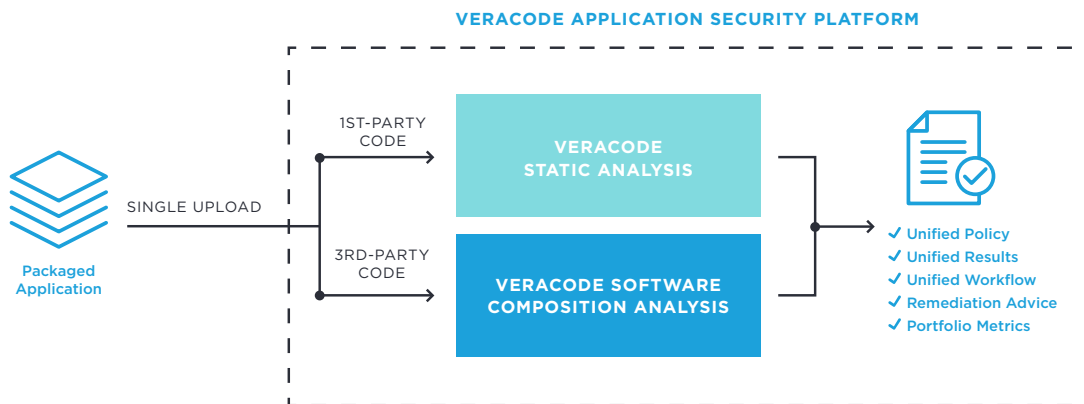 VERACODE APPLICATION SECURITY PLATFORM
Packaged
Application
SINGLE UPLOAD
1ST-PARTY
CODE
3RD-PARTY
CODE
VERACODE
STATIC ANALYSIS
VERACODE SOFTWARE
COMPOSITION ANALYSIS
Unified Policy
Unified Results
Unified Workflow
Remediation Advice
Portfolio Metrics